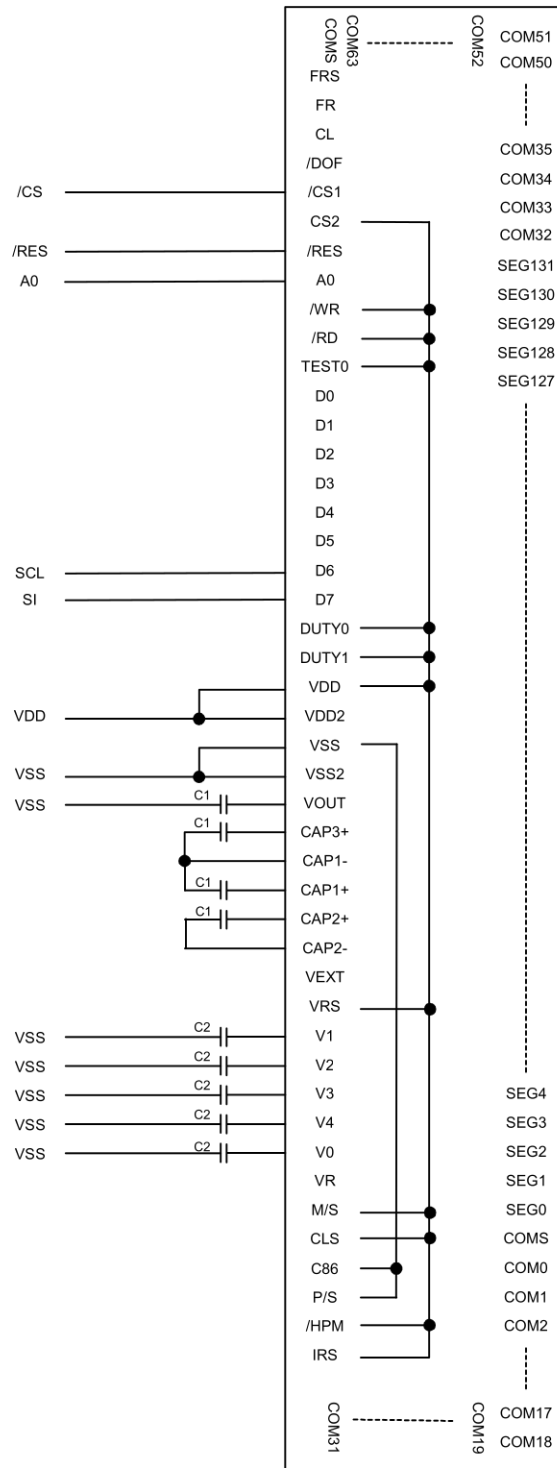 COMS
COM63
COM52
COM51
COM50
FRS
FR
CL
/DOF
COM35
/CS
/CS1
COM34
CS2
COM33
COM32
/RES
/RES
SEG131
A0
A0
SEG130
/WR
SEG129
/RD
SEG128
TEST0
SEG127
D0
D1
D2
D3
D4
D5
SCL
D6
SI
D7
DUTY0
DUTY1
VDD
VDD
VDD2
VSS
VSS
VSS2
VSS
C1
VOUT
C1
CAP3+
CAP1-
C1
CAP1+
C1
CAP2+
CAP2-
VEXT
VRS
VSS
C2
V1
VSS
C2
V2
VSS
C2
V3
SEG4
VSS
C2
V4
SEG3
VSS
C2
V0
SEG2
VR
SEG1
M/S
SEG0
CLS
COMS
C86
COM0
P/S
COM1
/HPM
COM2
IRS
COM31
COM19
COM17
COM18